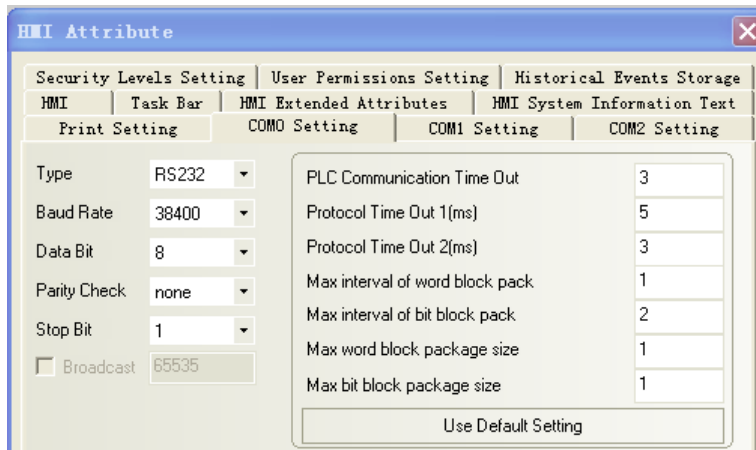 HMI Attribute
Security Levels Setting User Permissions Setting Historical Events Storage
HMI Task Bar HMI Extended Attributes HMI System Information Text
Print Setting COM0 Setting COM1 Setting COM2 Setting
Type RS232
Baud Rate 38400
Data Bit 8
Parity Check none
Stop Bit 1
Broadcast 65535
PLC Communication Time Out 3
Protocol Time Out 1(ms) 5
Protocol Time Out 2(ms) 3
Max interval of word block pack 1
Max interval of bit block pack 2
Max word block package size 1
Max bit block package size 1
Use Default Setting